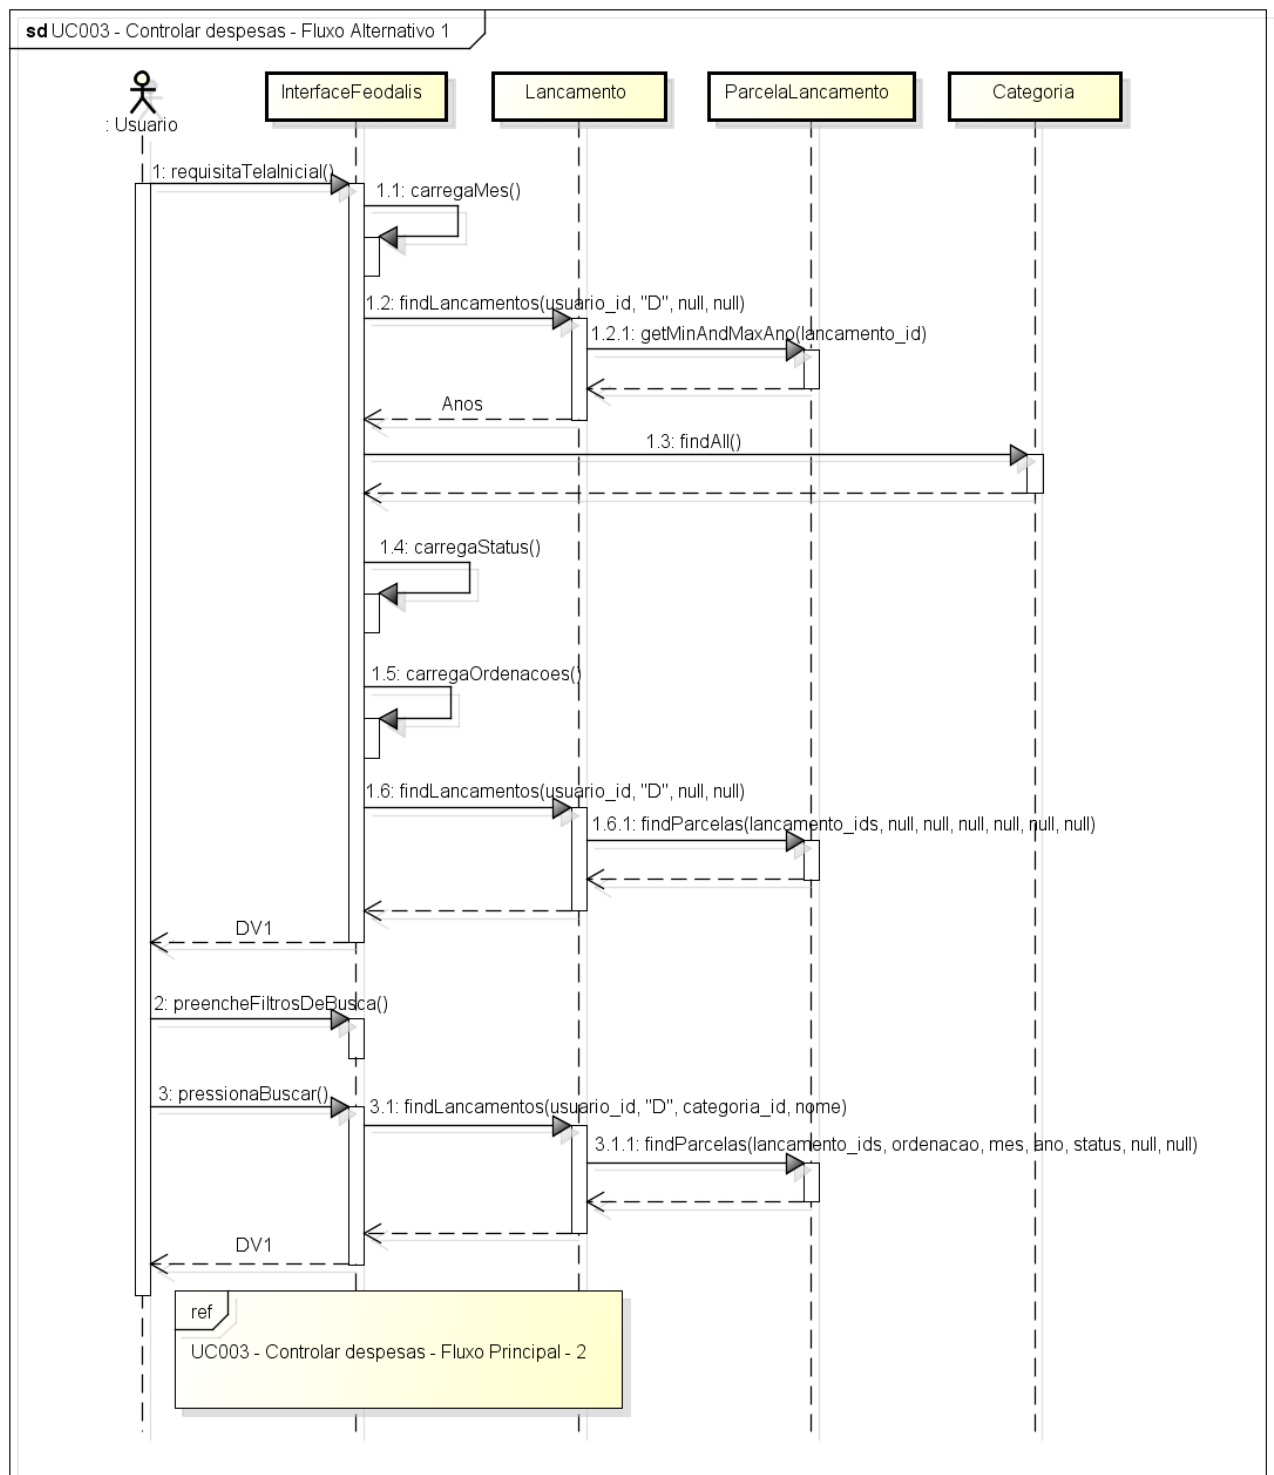 sd UC003 - Controlar despesas - Fluxo Alternativo 1
: Usuario
InterfaceFeodalis
Lancamento
ParcelaLancamento
Categoria
1: requisitaTelaInicial()
1.1: carregaMes()
1.2: findLancamentos(usuario_id, "D", null, null)
1.2.1: getMinAndMaxAno(lancamento_id)
Anos
1.3: findAll()
1.4: carregaStatus()
1.5: carregaOrdenacoes()
1.6: findLancamentos(usuario_id, "D", null, null)
1.6.1: findParcelas(lancamento_ids, null, null, null, null, null, null)
DV1
2: preencheFiltrosDeBusca()
3: pressionaBuscar()
3.1: findLancamentos(usuario_id, "D", categoria_id, nome)
3.1.1: findParcelas(lancamento_ids, ordenacao, mes, ano, status, null, null)
DV1
ref
UC003 - Controlar despesas - Fluxo Principal - 2